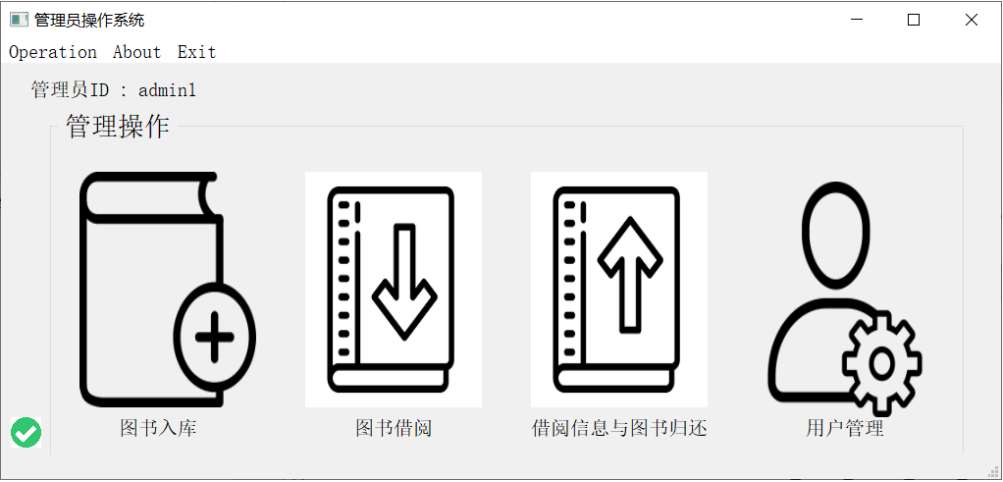 管理员操作系统
Operation About Exit
管理员ID : admin1
管理操作
图书入库 图书借阅 借阅信息与图书归还 用户管理